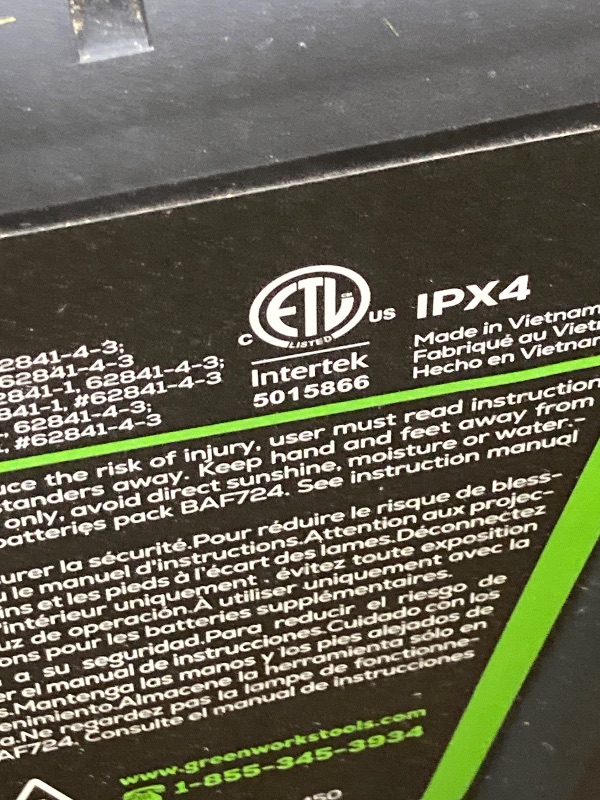 62841-4-3;
62841-4-3
62841-1, 62841-4-3;
841-1, #62841-4-3
62841-4-3;
#62841-4-3
C ETL LISTED US
Intertek
5015866
IPX4
Made in Vietnam
Fabriqué au Viet
Hecho en Vietnam
uce the risk of injury, user must read instruction
standers away. Keep hand and feet away from
only, avoid direct sunshine, moisture or water.-
batteries pack BAF724. See instruction manual
urer la sécurité.Pour réduire le risque de bless-
u le manuel d'instructions.Attention aux projec-
ins et les pieds à l'écart des lames.Déconnectez
l'intérieur uniquement . évitez toute exposition
uz de operación.À utiliser uniquement avec la
ons pour les batteries supplémentaires.
a su seguridad.Para reducir el riesgo de
er el manual de instrucciones.Cuidado con los
s.Mantenga las manos y los pies alejados de
enimiento.Almacene la herramienta sólo en
a.Ne regardez pas la lampe de fonctionne-
AF724. Consulte el manual de instrucciones
www.greenworkstools.com
1-855-345-3934